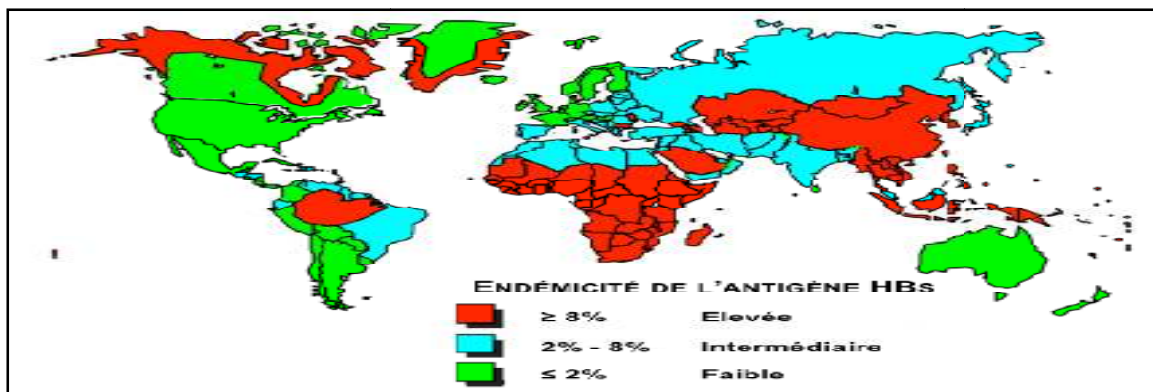 ENDÉMICITÉ DE L'ANTIGÈNE HBS
≥ 8% Elevée
2% - 8% Intermédiaire
≤ 2% Faible